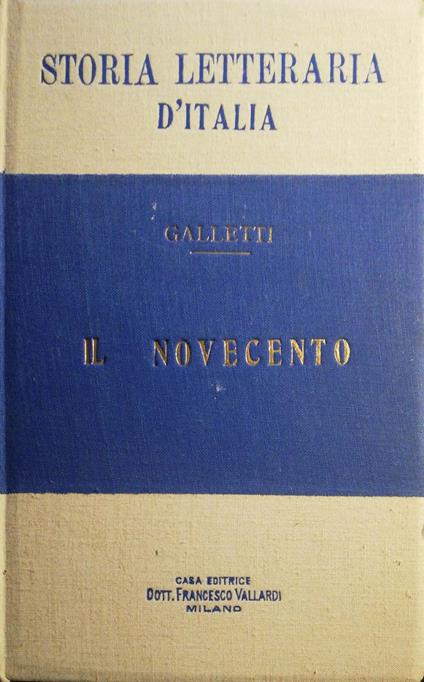 STORIA LETTERARIA
D'ITALIA
GALLETTI
IL NOVECENTO
CASA EDITRICE
DOTT. FRANCESCO VALLARDI
MILANO